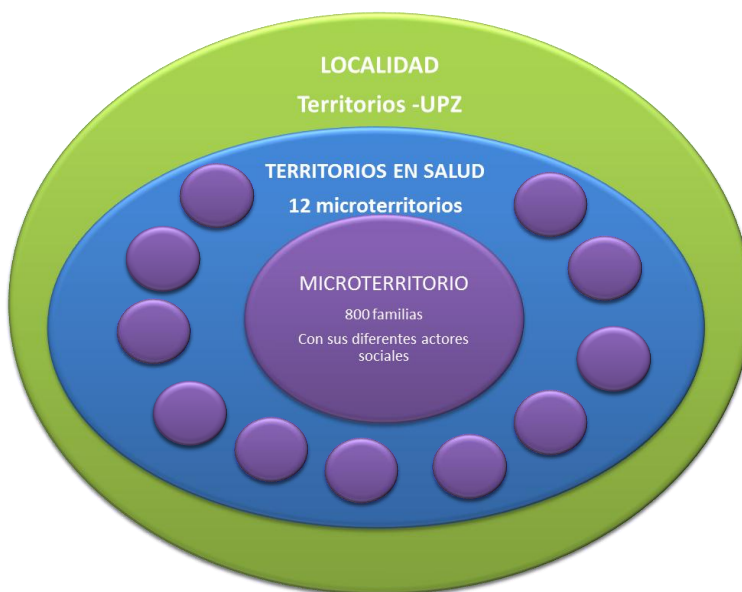 LOCALIDAD
Territorios -UPZ
TERRITORIOS EN SALUD
12 microterritorios
MICROTERRITORIO
800 familias
Con sus diferentes actores
sociales